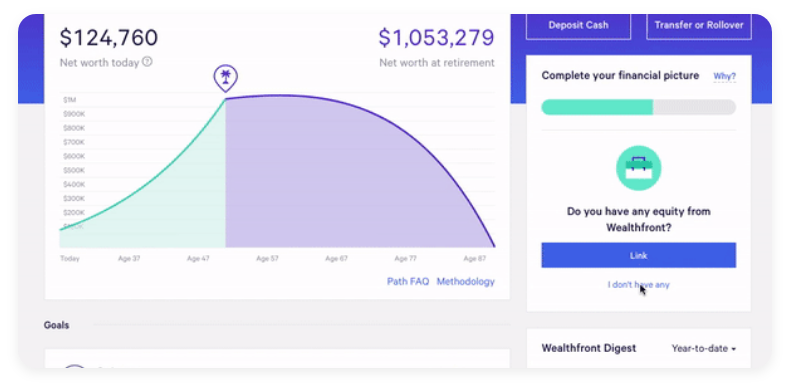 $124,760
Net worth today
$1,053,279
Net worth at retirement
$1M
$900K
$800K
$700K
$600K
$500K
$400K
$300K
$200K
$100K
Today
Age 37
Age 47
Age 57
Age 67
Age 77
Age 87
Path FAQ
Methodology
Goals
Deposit Cash
Transfer or Rollover
Complete your financial picture
Why?
Do you have any equity from
Wealthfront?
Link
I don't have any
Wealthfront Digest
Year-to-date